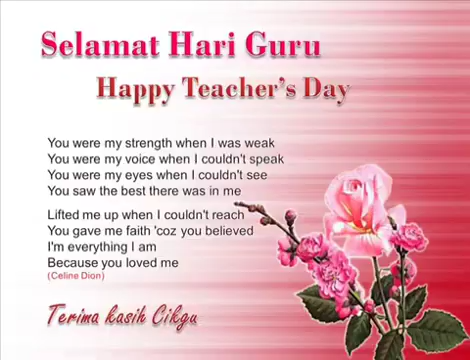 Selamat Hari Guru
Happy Teacher's Day
You were my strength when I was weak
You were my voice when I couldn't speak
You were my eyes when I couldn't see
You saw the best there was in me
Lifted me up when I couldn't reach
You gave me faith 'coz you believed
I'm everything I am
Because you loved me
(Celine Dion)
Terima kasih Cikgu